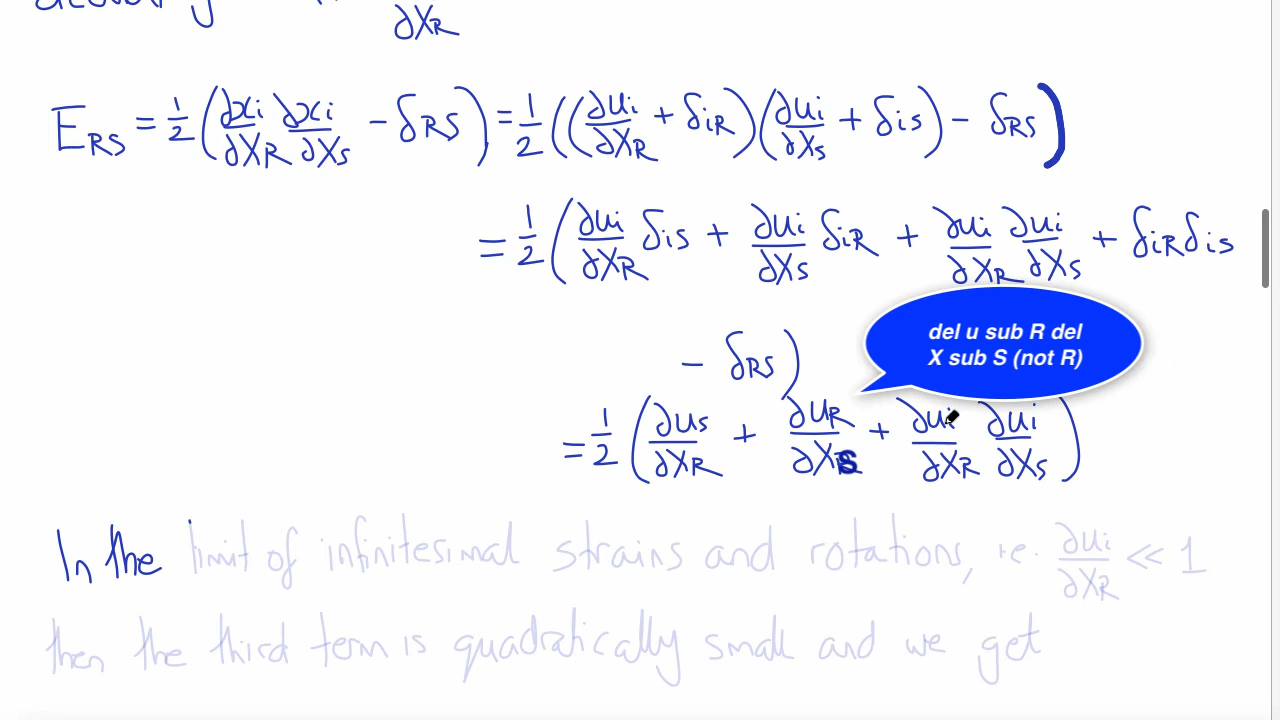 ∂X_R
E_RS = 1/2 (∂x_i/∂X_R ∂x_i/∂X_S − δ_RS) = 1/2 ((∂u_i/∂X_R + δ_iR)(∂u_i/∂X_S + δ_is) − δ_RS)
= 1/2 (∂u_i/∂X_R δ_is + ∂u_i/∂X_S δ_iR + ∂u_i/∂X_R ∂u_i/∂X_S + δ_iR δ_is
− δ_RS)
del u sub R del
X sub S (not R)
= 1/2 (∂u_s/∂X_R + ∂u_R/∂X_S + ∂u_i/∂X_R ∂u_i/∂X_S)
In the limit of infinitesimal strains and rotations, i.e. ∂u_i/∂X_R ≪ 1
then the third term is quadratically small and we get